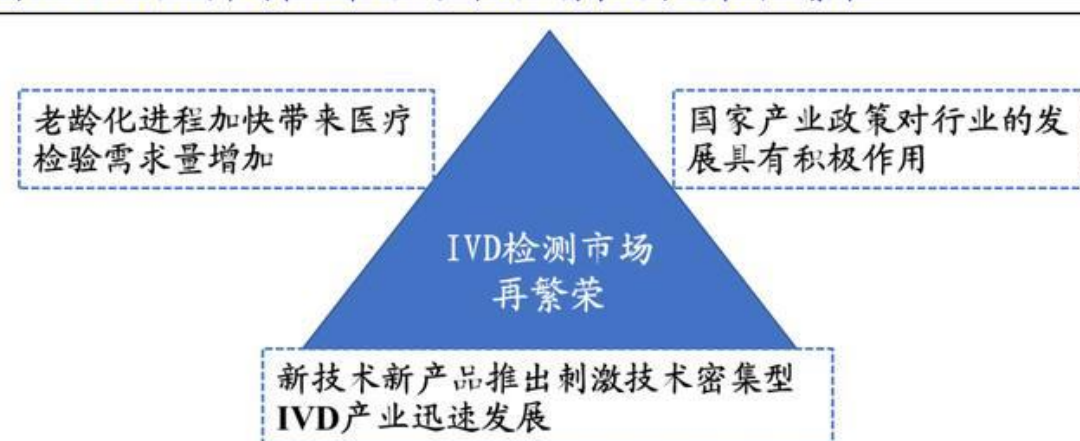 老龄化进程加快带来医疗
检验需求量增加
国家产业政策对行业的发
展具有积极作用
IVD检测市场
再繁荣
新技术新产品推出刺激技术密集型
IVD产业迅速发展